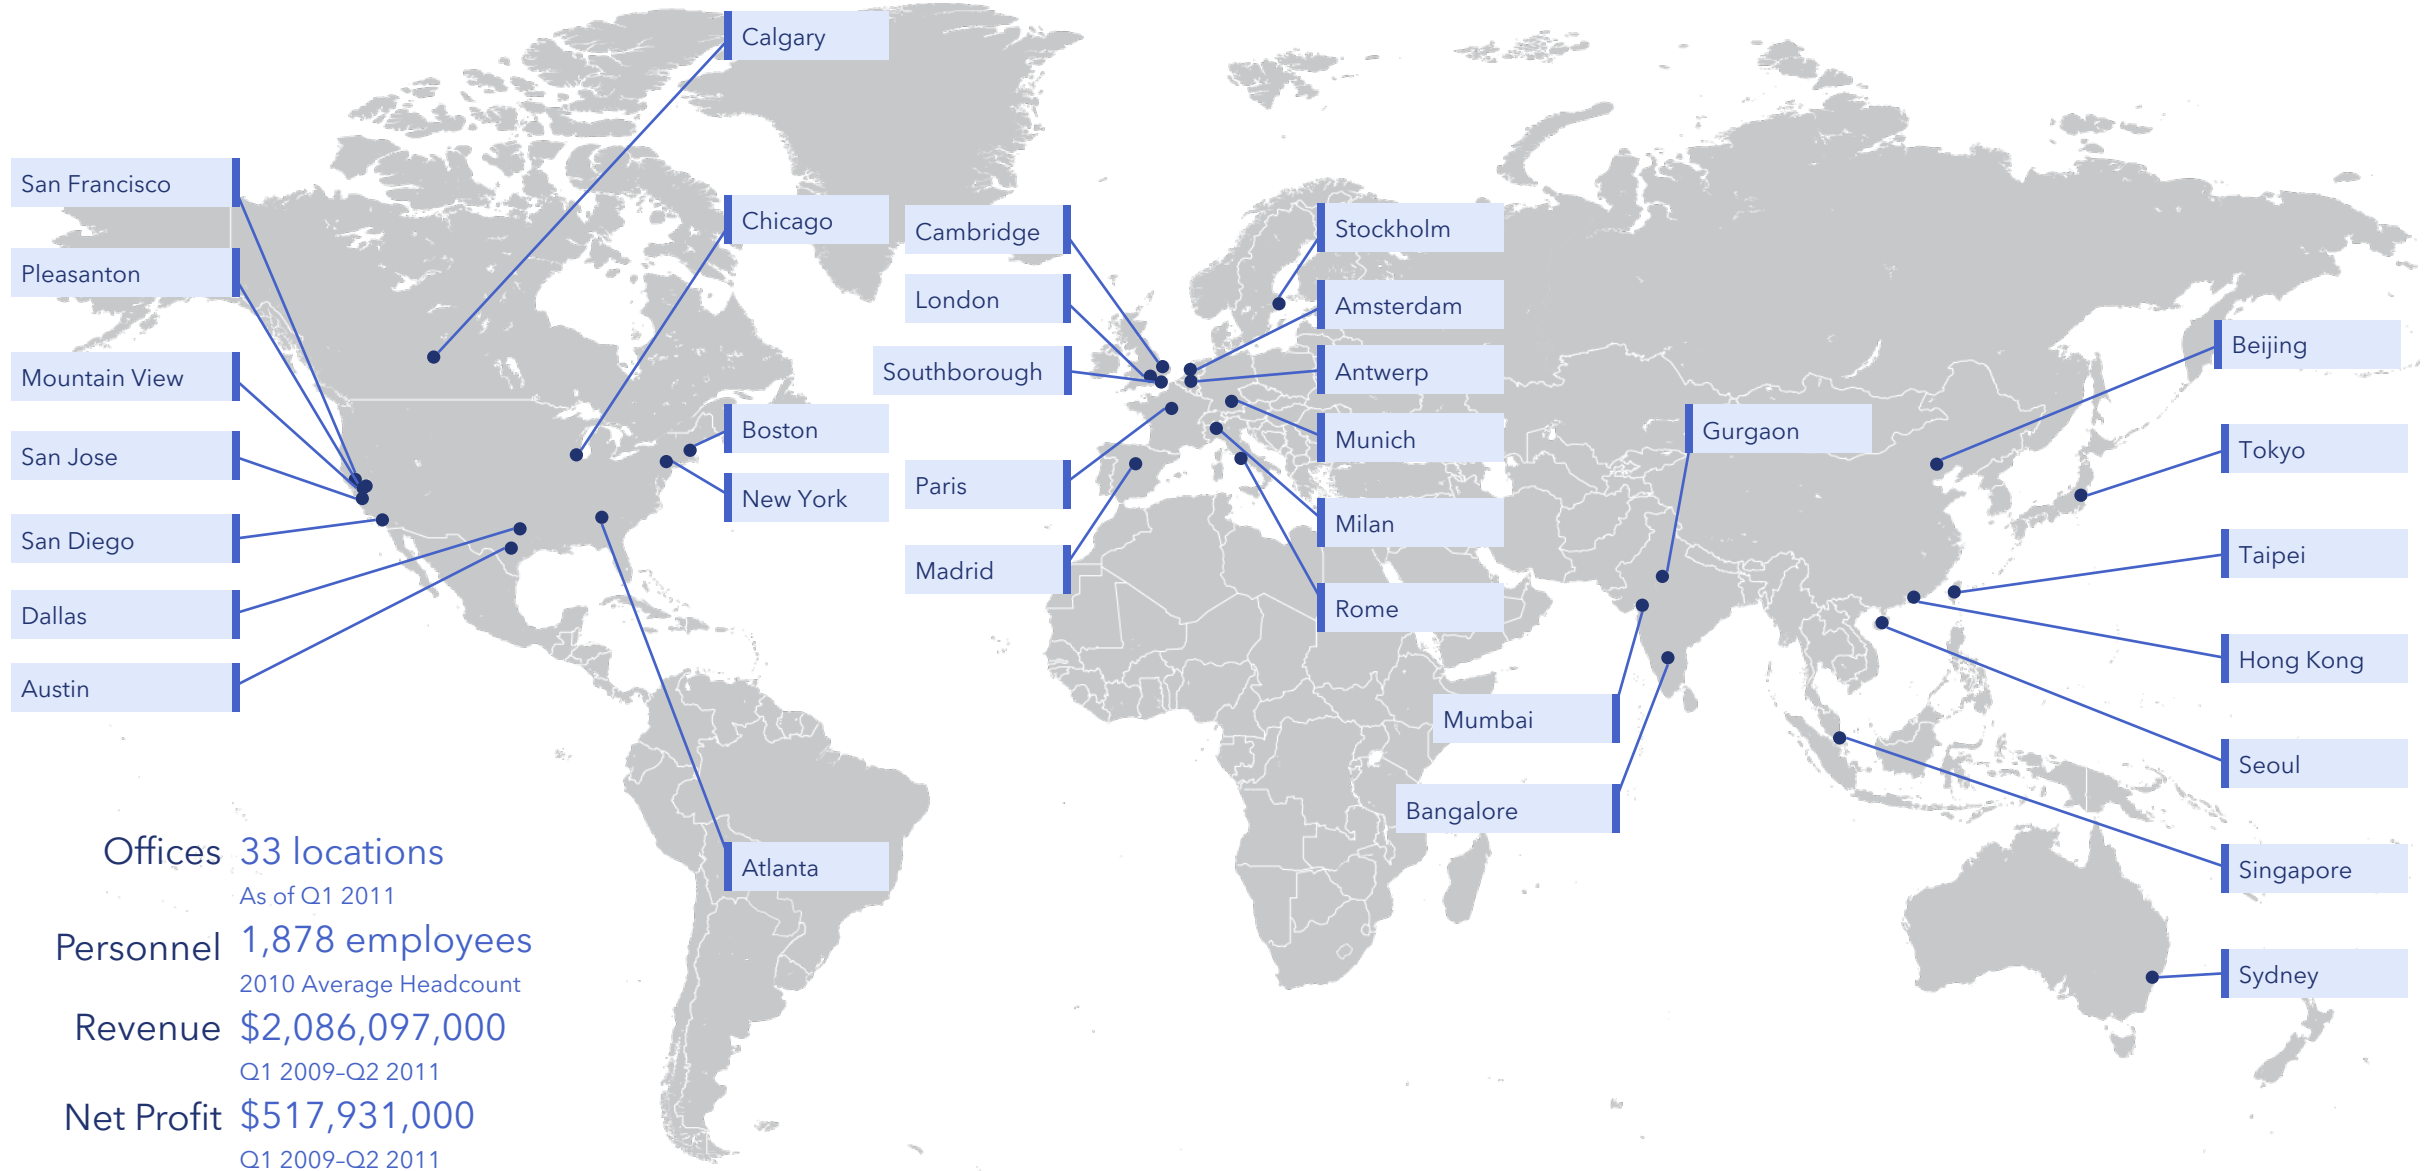 Calgary
San Francisco
Chicago
Pleasanton
Mountain View
San Jose
San Diego
Dallas
Austin
Boston
New York
Atlanta
Cambridge
London
Southborough
Paris
Madrid
Stockholm
Amsterdam
Antwerp
Munich
Milan
Rome
Gurgaon
Mumbai
Bangalore
Beijing
Tokyo
Taipei
Hong Kong
Seoul
Singapore
Sydney
Offices 33 locations
As of Q1 2011
Personnel 1,878 employees
2010 Average Headcount
Revenue $2,086,097,000
Q1 2009–Q2 2011
Net Profit $517,931,000
Q1 2009–Q2 2011